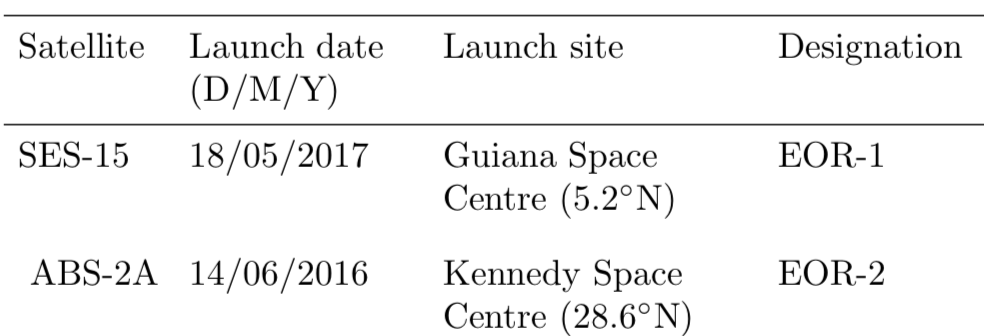 Satellite Launch date Launch site Designation
(D/M/Y)
SES-15 18/05/2017 Guiana Space EOR-1
Centre (5.2°N)
ABS-2A 14/06/2016 Kennedy Space EOR-2
Centre (28.6°N)